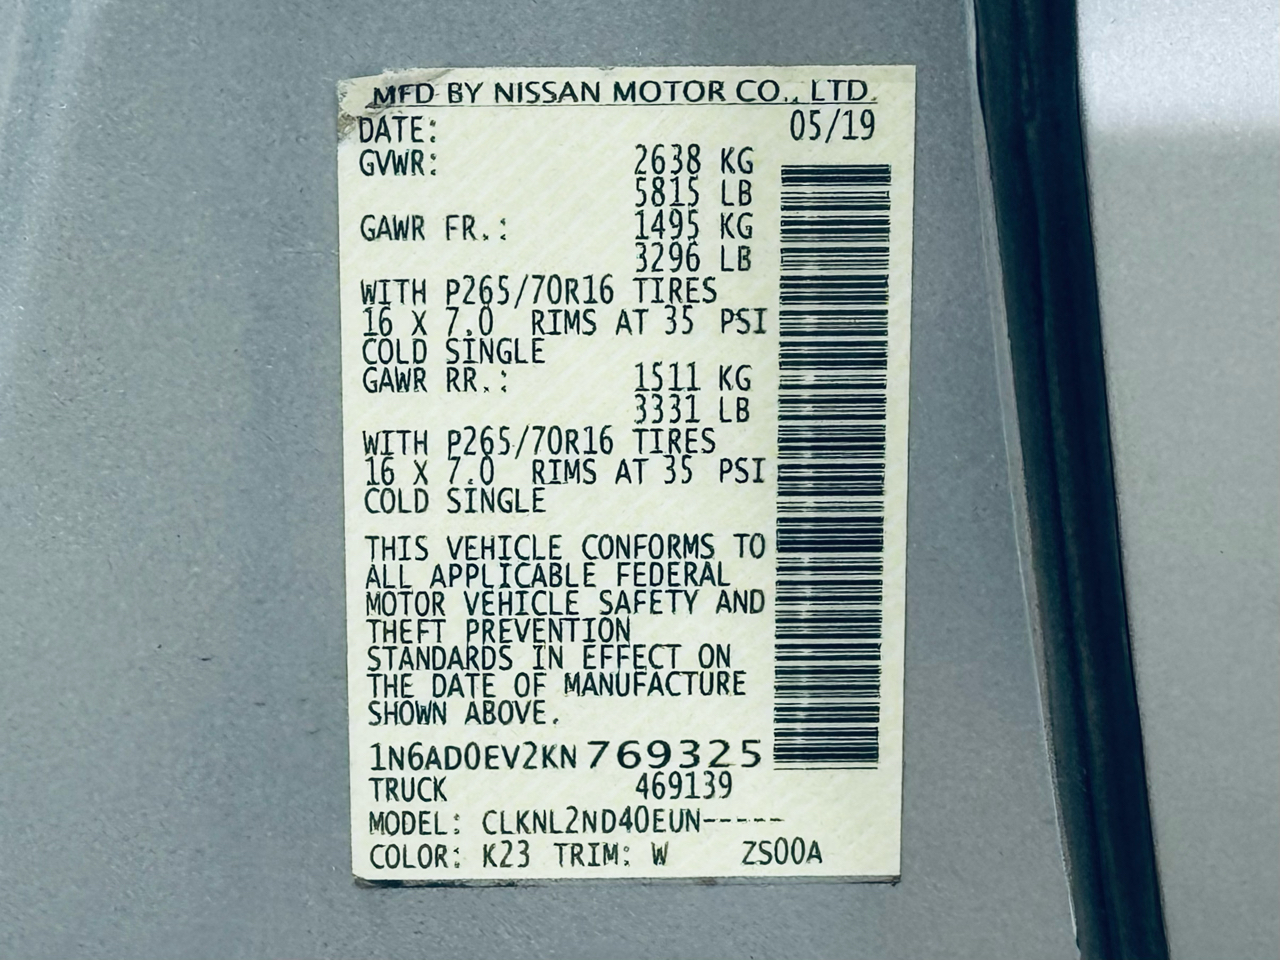 MFD BY NISSAN MOTOR CO., LTD.
DATE: 05/19
GVWR: 2638 KG
5815 LB
GAWR FR.: 1495 KG
3296 LB
WITH P265/70R16 TIRES
16 X 7.0 RIMS AT 35 PSI
COLD SINGLE
GAWR RR.: 1511 KG
3331 LB
WITH P265/70R16 TIRES
16 X 7.0 RIMS AT 35 PSI
COLD SINGLE
THIS VEHICLE CONFORMS TO
ALL APPLICABLE FEDERAL
MOTOR VEHICLE SAFETY AND
THEFT PREVENTION
STANDARDS IN EFFECT ON
THE DATE OF MANUFACTURE
SHOWN ABOVE.
1N6AD0EV2KN769325
TRUCK 469139
MODEL: CLKNL2ND40EUN-----
COLOR: K23 TRIM: W ZS00A